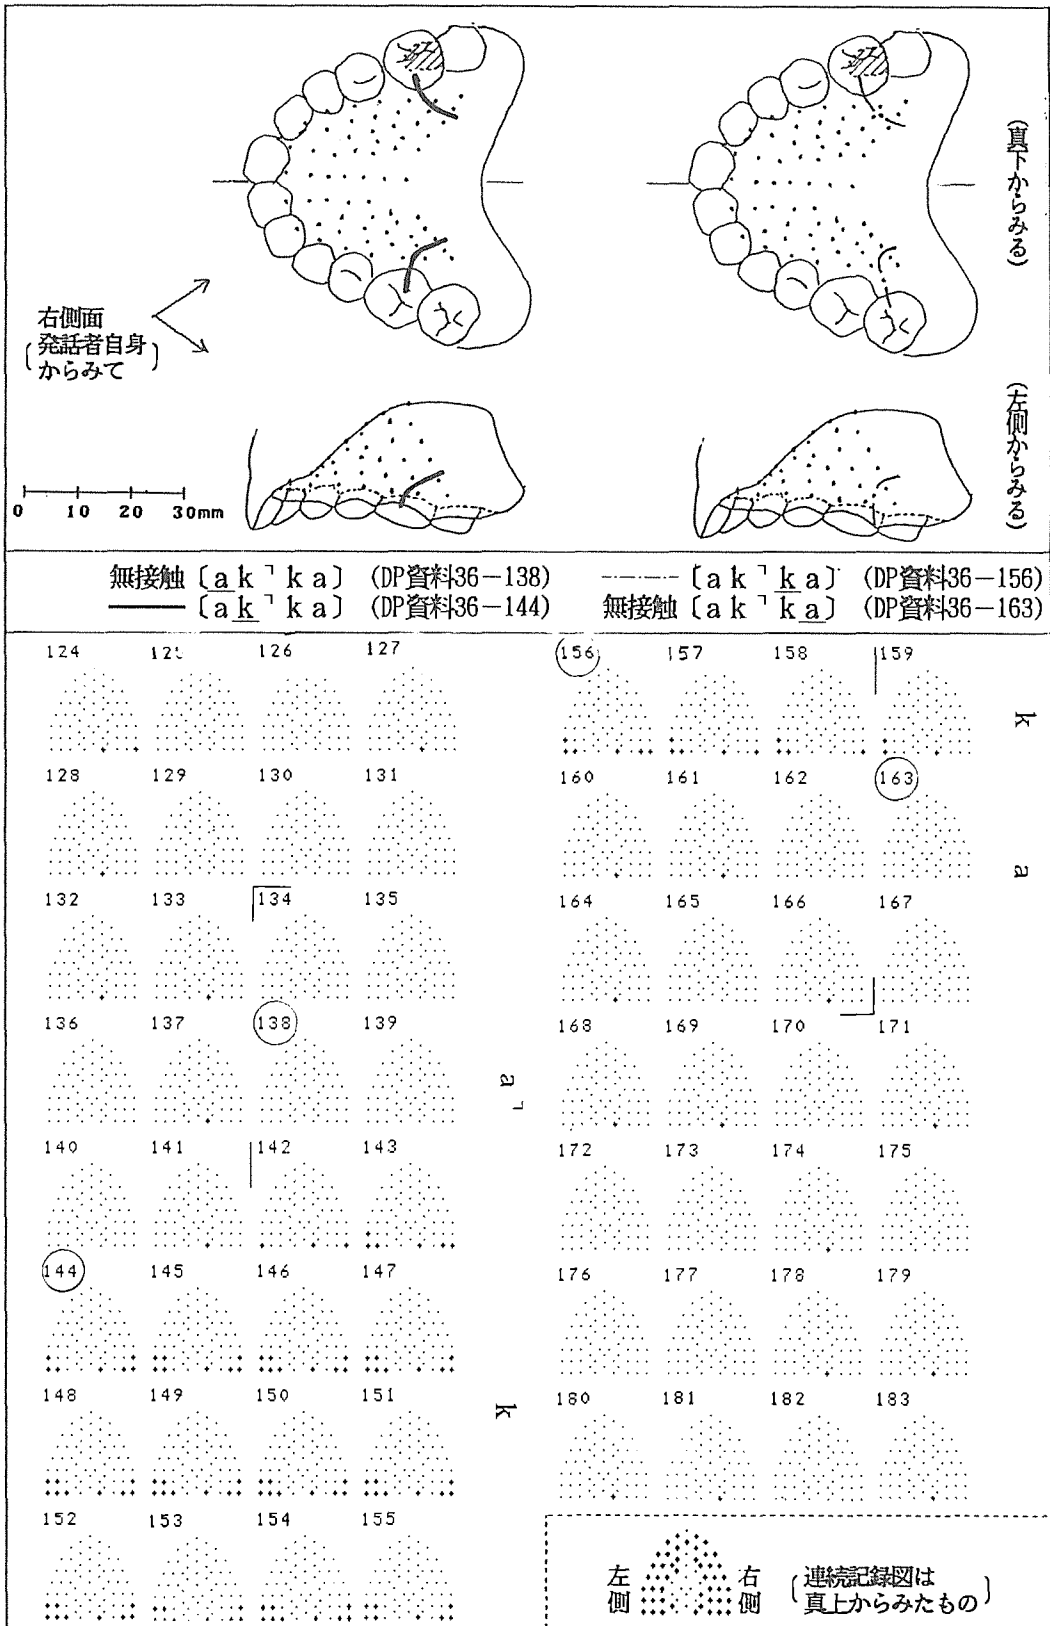 (真下からみる)
右側面
(発話者自身
からみて)
(左側からみる)
0 10 20 30mm
無接触 〔a k ┐ k a〕 (DP資料36-138)
〔a k ┐ k a〕 (DP資料36-144)
〔a k ┐ k a〕 (DP資料36-156)
無接触 〔a k ┐ k a〕 (DP資料36-163)
124 125 126 127
128 129 130 131
132 133 134 135
136 137 138 139
a ┐
140 141 142 143
144 145 146 147
148 149 150 151
k
152 153 154 155
156 157 158 159
k
160 161 162 163
a
164 165 166 167
168 169 170 171
172 173 174 175
176 177 178 179
180 181 182 183
左側
右側
(連続記録図は
真上からみたもの)